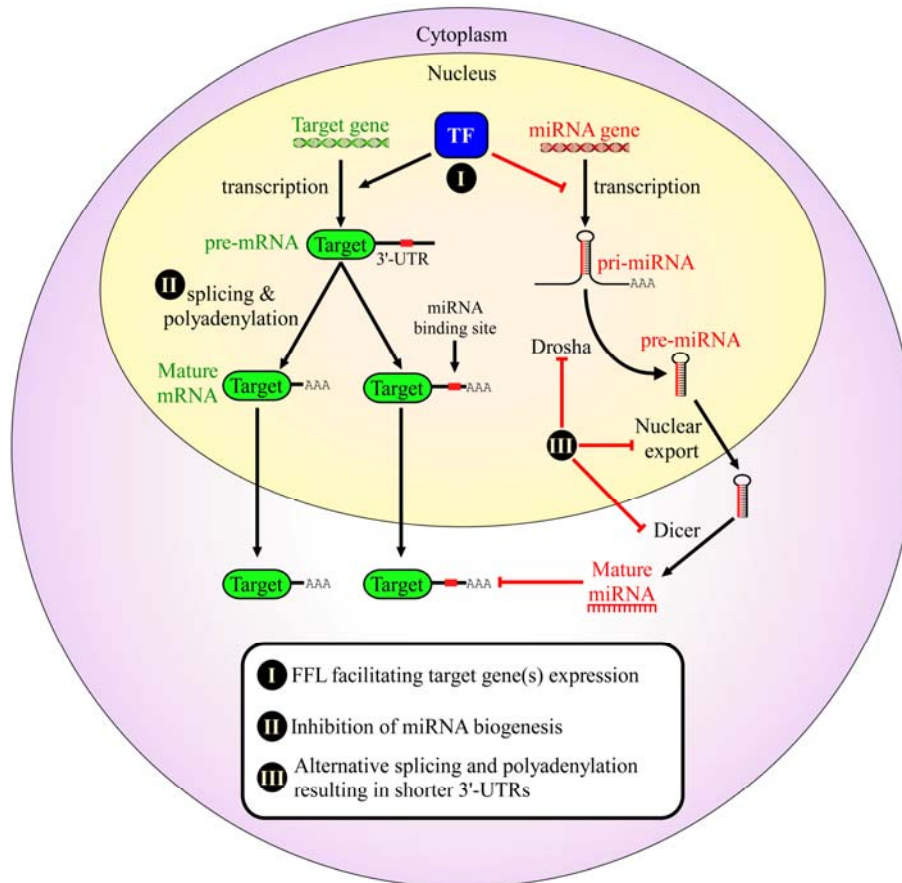 Cytoplasm
Nucleus
Target gene
TF
miRNA gene
I
transcription
transcription
pre-mRNA
Target
3'-UTR
pri-miRNA
AAA
II
splicing &
polyadenylation
miRNA
binding site
Drosha
pre-miRNA
Mature
mRNA
Target
AAA
Target
AAA
III
Nuclear
export
Dicer
Target
AAA
Target
AAA
Mature
miRNA
I FFL facilitating target gene(s) expression
II Inhibition of miRNA biogenesis
III Alternative splicing and polyadenylation
resulting in shorter 3'-UTRs